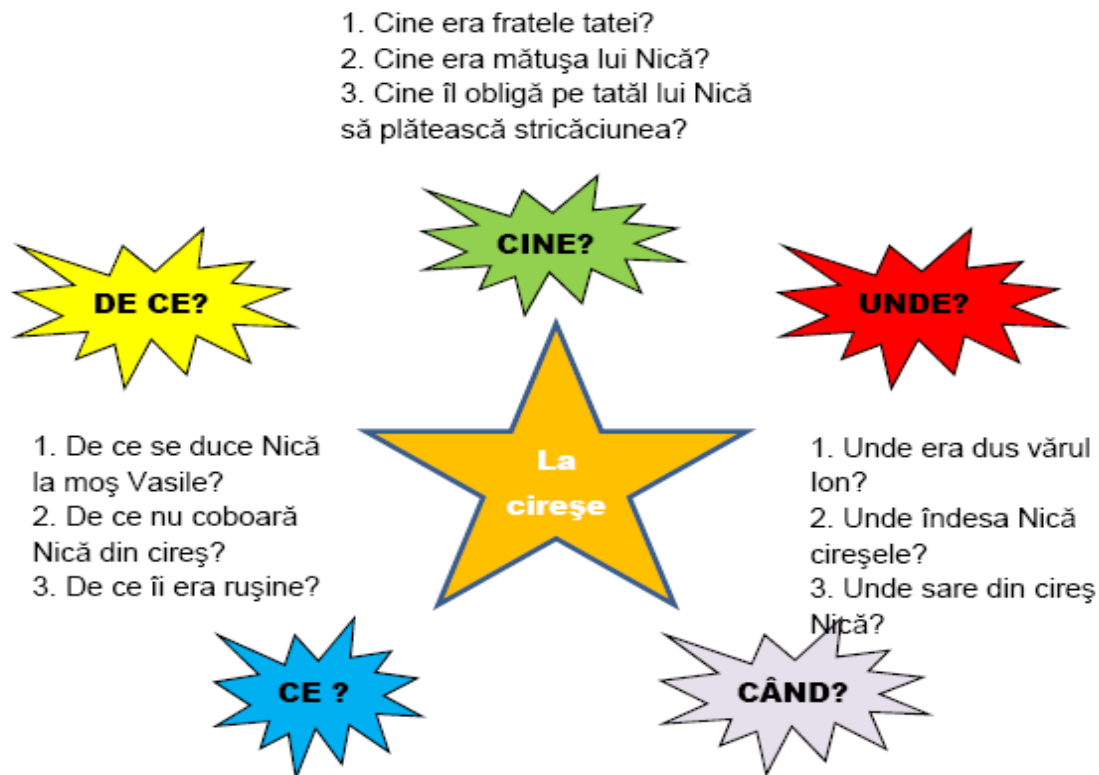 1. Cine era fratele tatei?
2. Cine era mătuşa lui Nică?
3. Cine îl obligă pe tatăl lui Nică
să plătească stricăciunea?
CINE?
DE CE?
UNDE?
1. De ce se duce Nică
la moş Vasile?
2. De ce nu coboară
Nică din cireş?
3. De ce îi era ruşine?
La
cireşe
1. Unde era dus vărul
Ion?
2. Unde îndesa Nică
cireşele?
3. Unde sare din cireş
Nică?
CE ?
CÂND?